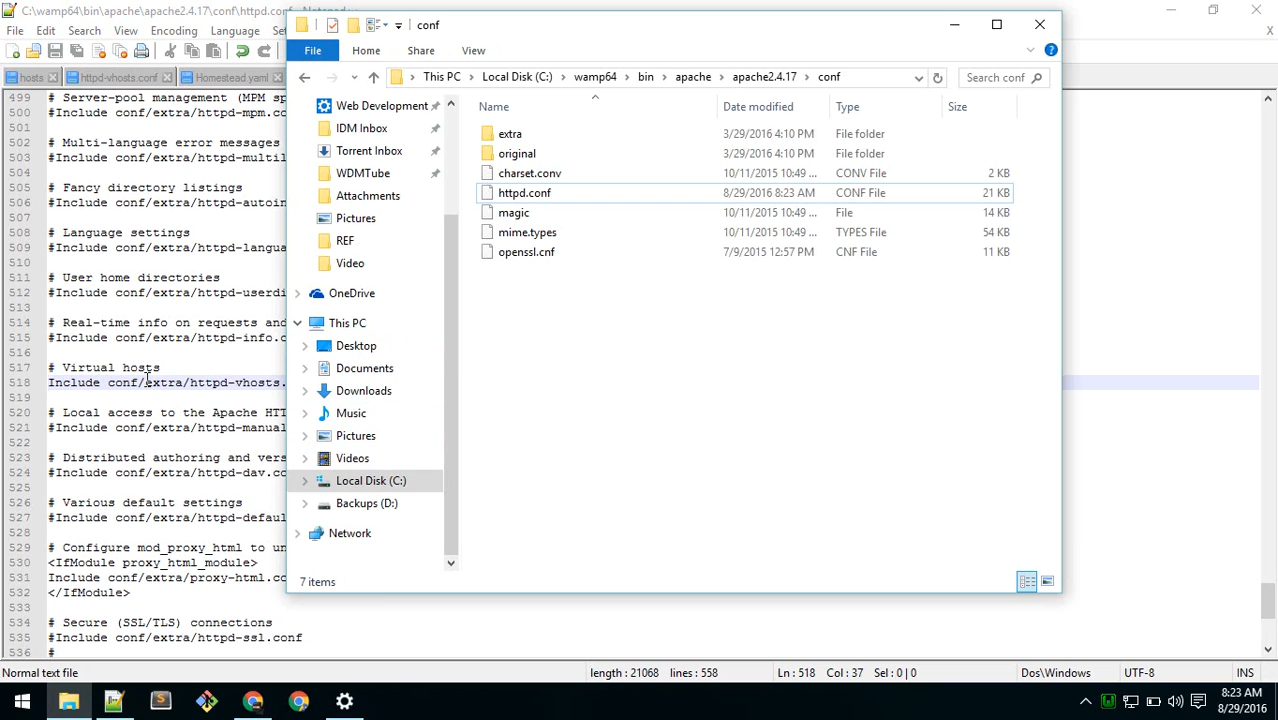 C:\wamp64\bin\apache\apache2.4.17\conf\httpd.conf
File Edit Search View Encoding Language
hosts httpd-vhosts.conf Homestead.yaml
499 # Server-pool management (MPM sp
500 #Include conf/extra/httpd-mpm.co
501
502 # Multi-language error messages
503 #Include conf/extra/httpd-multil
504
505 # Fancy directory listings
506 #Include conf/extra/httpd-autoin
507
508 # Language settings
509 #Include conf/extra/httpd-langua
510
511 # User home directories
512 #Include conf/extra/httpd-userdi
513
514 # Real-time info on requests and
515 #Include conf/extra/httpd-info.c
516
517 # Virtual hosts
518 Include conf/extra/httpd-vhosts.
519
520 # Local access to the Apache HTT
521 #Include conf/extra/httpd-manual
522
523 # Distributed authoring and vers
524 #Include conf/extra/httpd-dav.co
525
526 # Various default settings
527 #Include conf/extra/httpd-defaul
528
529 # Configure mod_proxy_html to un
530 <IfModule proxy_html_module>
531 Include conf/extra/proxy-html.co
532 </IfModule>
533
534 # Secure (SSL/TLS) connections
535 #Include conf/extra/httpd-ssl.conf
536 #
conf
File Home Share View
This PC Local Disk (C:) wamp64 bin apache apache2.4.17 conf
Search conf
Web Development
IDM Inbox
Torrent Inbox
WDMTube
Attachments
Pictures
REF
Video
OneDrive
This PC
Desktop
Documents
Downloads
Music
Pictures
Videos
Local Disk (C:)
Backups (D:)
Network
Name Date modified Type Size
extra 3/29/2016 4:10 PM File folder
original 3/29/2016 4:10 PM File folder
charset.conv 10/11/2015 10:49 ... CONV File 2 KB
httpd.conf 8/29/2016 8:23 AM CONF File 21 KB
magic 10/11/2015 10:49 ... File 14 KB
mime.types 10/11/2015 10:49 ... TYPES File 54 KB
openssl.cnf 7/9/2015 12:57 PM CNF File 11 KB
7 items
Normal text file length : 21068 lines : 558 Ln : 518 Col : 37 Sel : 0 | 0 Dos\Windows UTF-8 INS
8:23 AM
8/29/2016